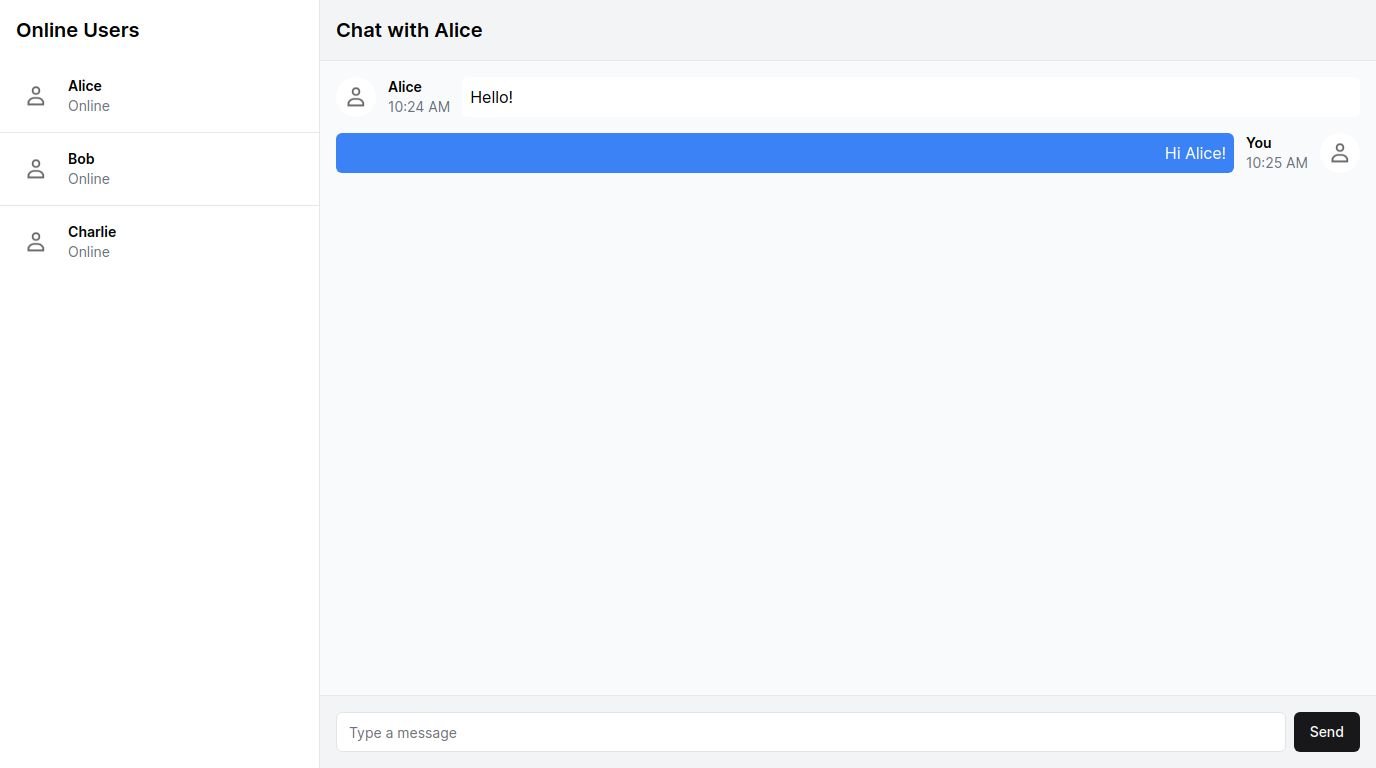 Online Users
Alice
Online
Bob
Online
Charlie
Online
Chat with Alice
Alice
10:24 AM
Hello!
Hi Alice!
You
10:25 AM
Type a message
Send